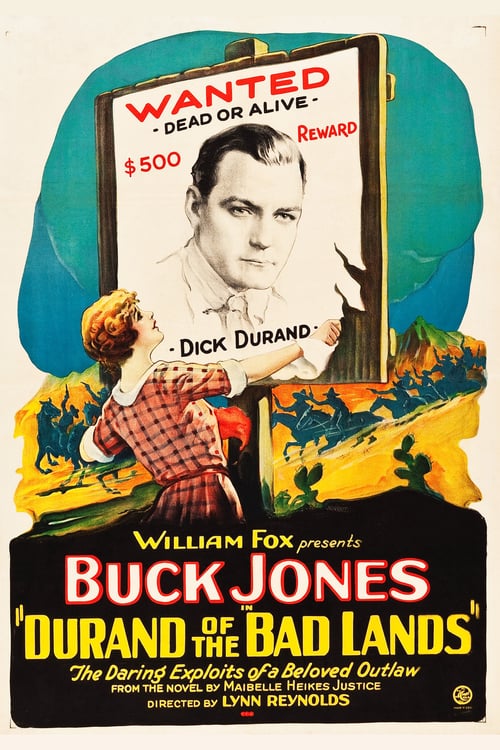 WANTED
- DEAD OR ALIVE -
$500 REWARD
- DICK DURAND -
WILLIAM FOX presents
BUCK JONES
IN
"DURAND OF THE BAD LANDS"
The Daring Exploits of a Beloved Outlaw
FROM THE NOVEL BY MAIBELLE HEIKES JUSTICE
DIRECTED BY LYNN REYNOLDS